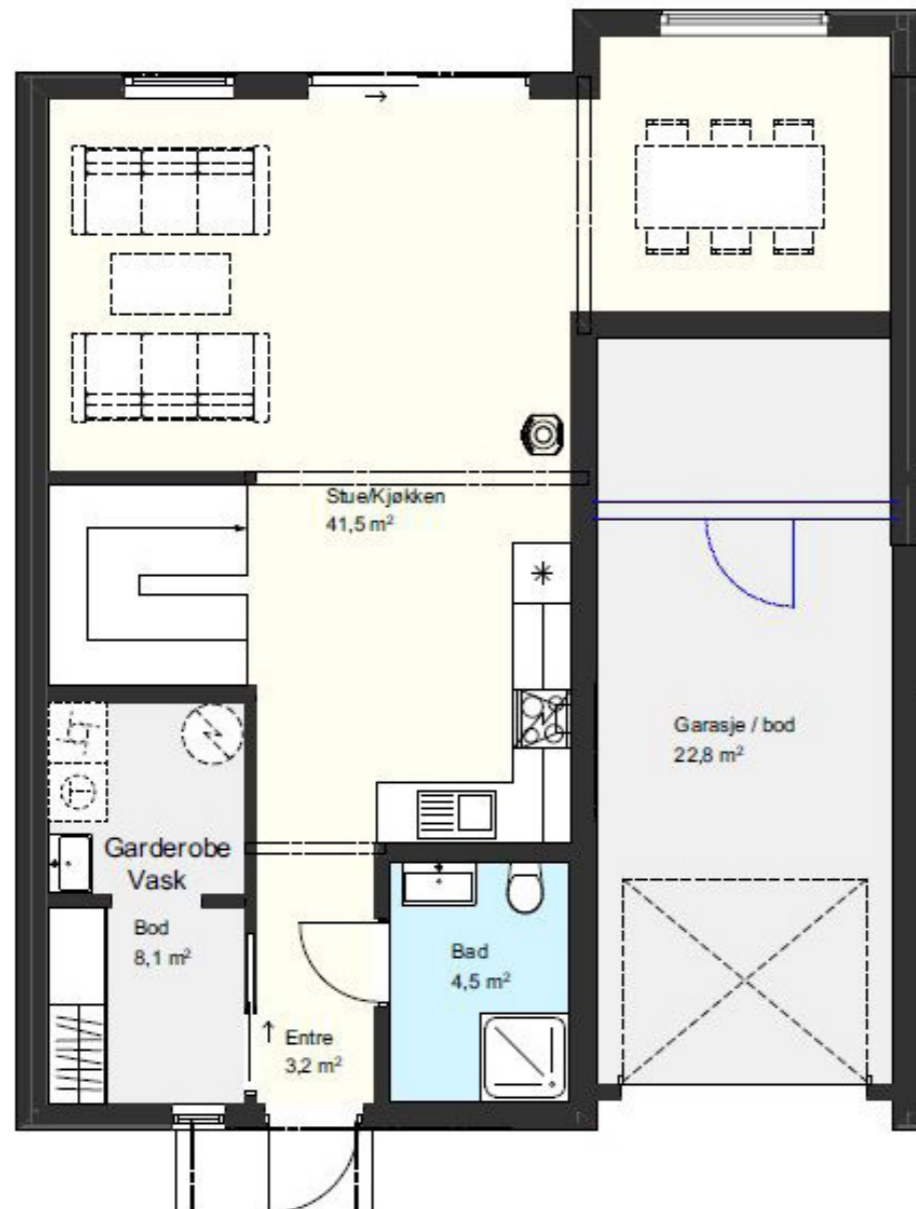 Stue/Kjøkken
41,5 m²
Garasje / bod
22,8 m²
Garderobe
Vask
Bod
8,1 m²
Bad
4,5 m²
Entre
3,2 m²